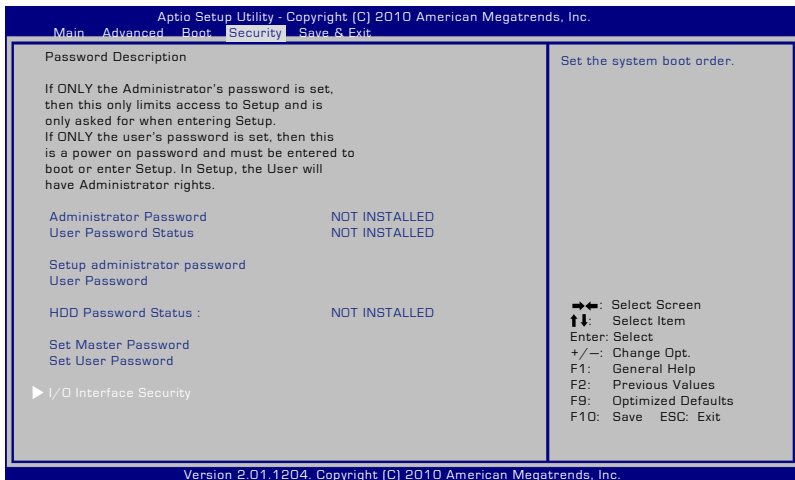 Aptio Setup Utility - Copyright (C) 2010 American Megatrends, Inc.
Main Advanced Boot Security Save & Exit
Password Description
If ONLY the Administrator's password is set,
then this only limits access to Setup and is
only asked for when entering Setup.
If ONLY the user's password is set, then this
is a power on password and must be entered to
boot or enter Setup. In Setup, the User will
have Administrator rights.
Administrator Password NOT INSTALLED
User Password Status NOT INSTALLED
Setup administrator password
User Password
HDD Password Status : NOT INSTALLED
Set Master Password
Set User Password
I/O Interface Security
Set the system boot order.
→←: Select Screen
↑↓: Select Item
Enter: Select
+/—: Change Opt.
F1: General Help
F2: Previous Values
F9: Optimized Defaults
F10: Save ESC: Exit
Version 2.01.1204. Copyright (C) 2010 American Megatrends, Inc.